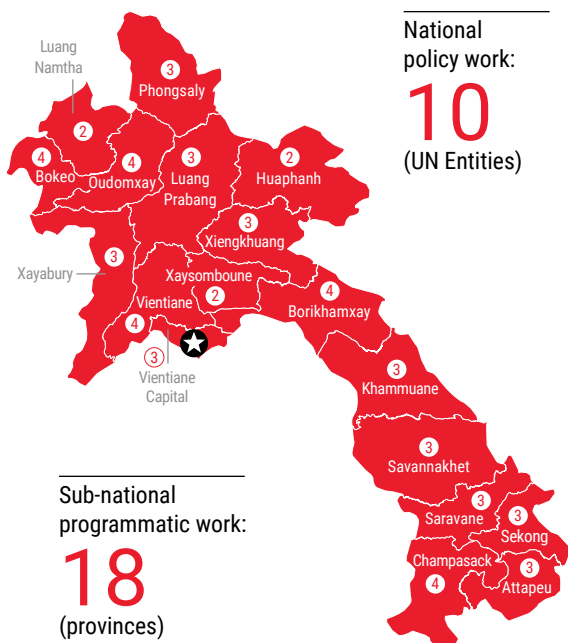 Luang
Namtha
2
3
Phongsaly
National
policy work:
10
(UN Entities)
4
Bokeo
4
Oudomxay
3
Luang
Prabang
2
Huaphanh
3
Xiengkhuang
3
Xayabury
Xaysomboune
2
Vientiane
4
3
Vientiane
Capital
4
Borikhamxay
3
Khammuane
3
Savannakhet
3
Saravane
3
Sekong
Champasack
4
3
Attapeu
Sub-national
programmatic work:
18
(provinces)